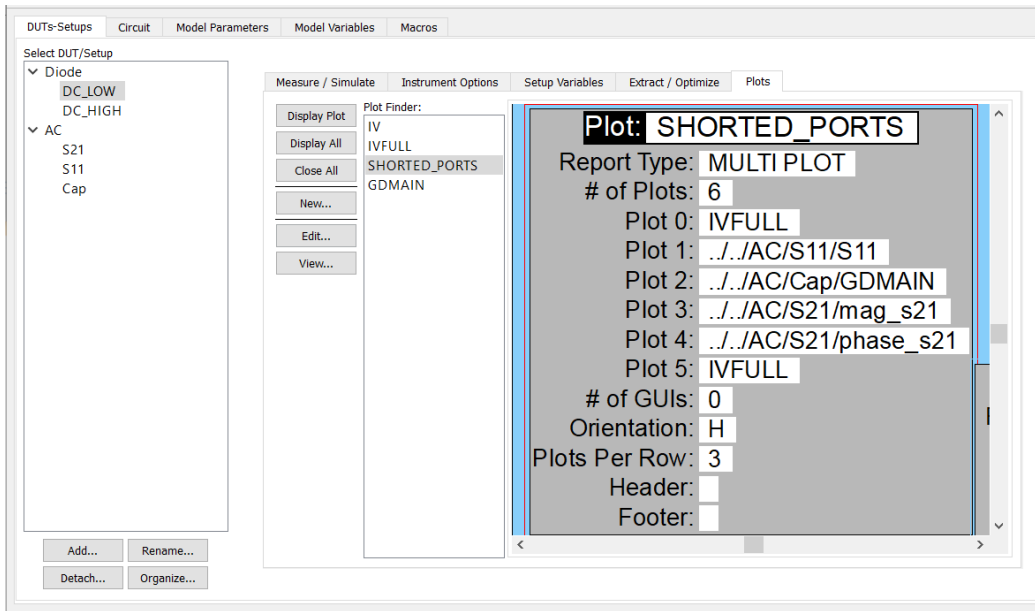 DUTs-Setups Circuit Model Parameters Model Variables Macros
Select DUT/Setup
Diode
DC_LOW
DC_HIGH
AC
S21
S11
Cap
Add... Rename...
Detach... Organize...
Measure / Simulate Instrument Options Setup Variables Extract / Optimize Plots
Display Plot
Display All
Close All
New...
Edit...
View...
Plot Finder:
IV
IVFULL
SHORTED_PORTS
GDMAIN
Plot: SHORTED_PORTS
Report Type: MULTI PLOT
# of Plots: 6
Plot 0: IVFULL
Plot 1: ../../AC/S11/S11
Plot 2: ../../AC/Cap/GDMAIN
Plot 3: ../../AC/S21/mag_s21
Plot 4: ../../AC/S21/phase_s21
Plot 5: IVFULL
# of GUIs: 0
Orientation: H
Plots Per Row: 3
Header:
Footer: